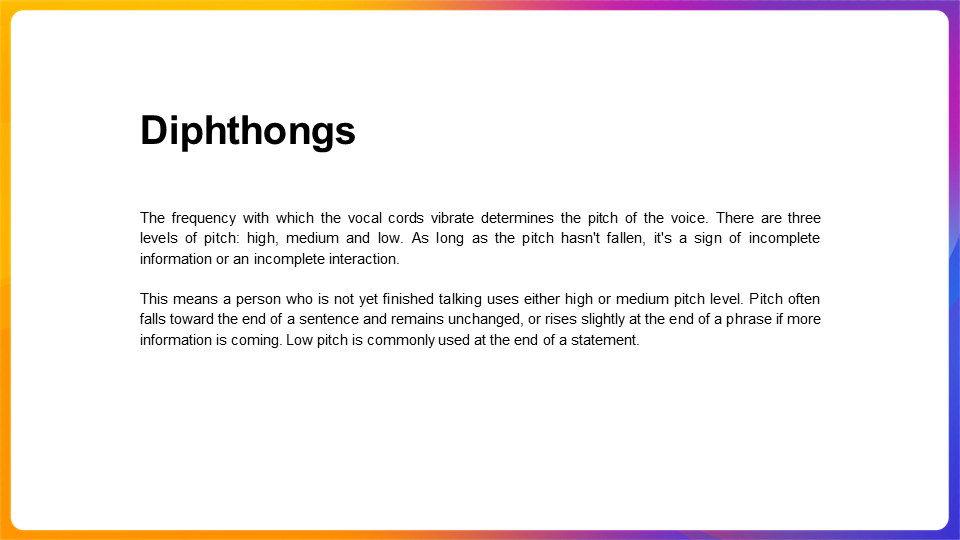 Diphthongs
The frequency with which the vocal cords vibrate determines the pitch of the voice. There are three
levels of pitch: high, medium and low. As long as the pitch hasn't fallen, it's a sign of incomplete
information or an incomplete interaction.
This means a person who is not yet finished talking uses either high or medium pitch level. Pitch often
falls toward the end of a sentence and remains unchanged, or rises slightly at the end of a phrase if more
information is coming. Low pitch is commonly used at the end of a statement.